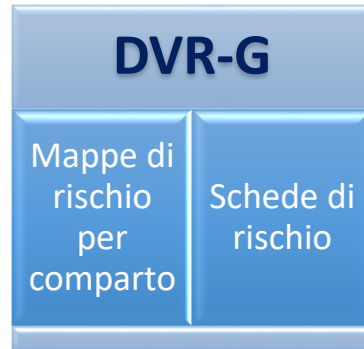 DVR-G
Mappe di
rischio
per
comparto
Schede di
rischio